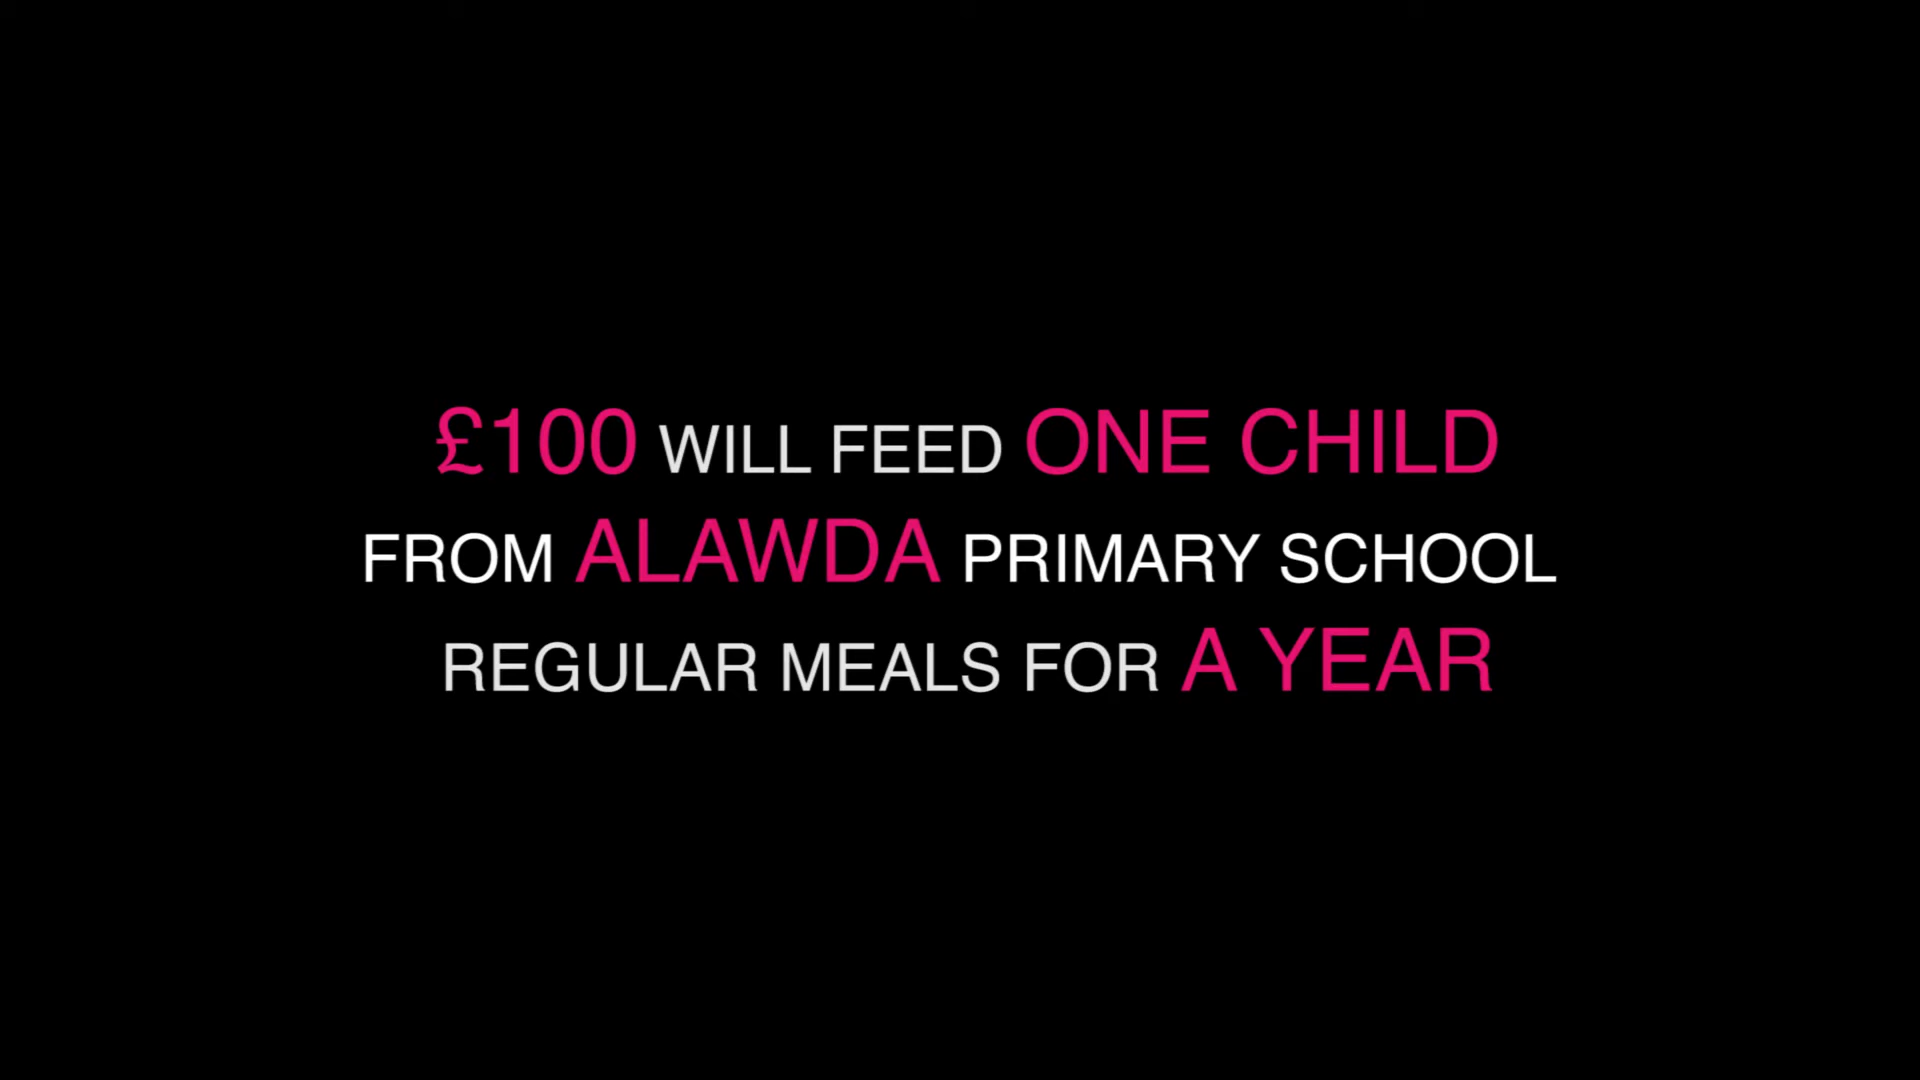 £100 WILL FEED ONE CHILD
FROM ALAWDA PRIMARY SCHOOL
REGULAR MEALS FOR A YEAR